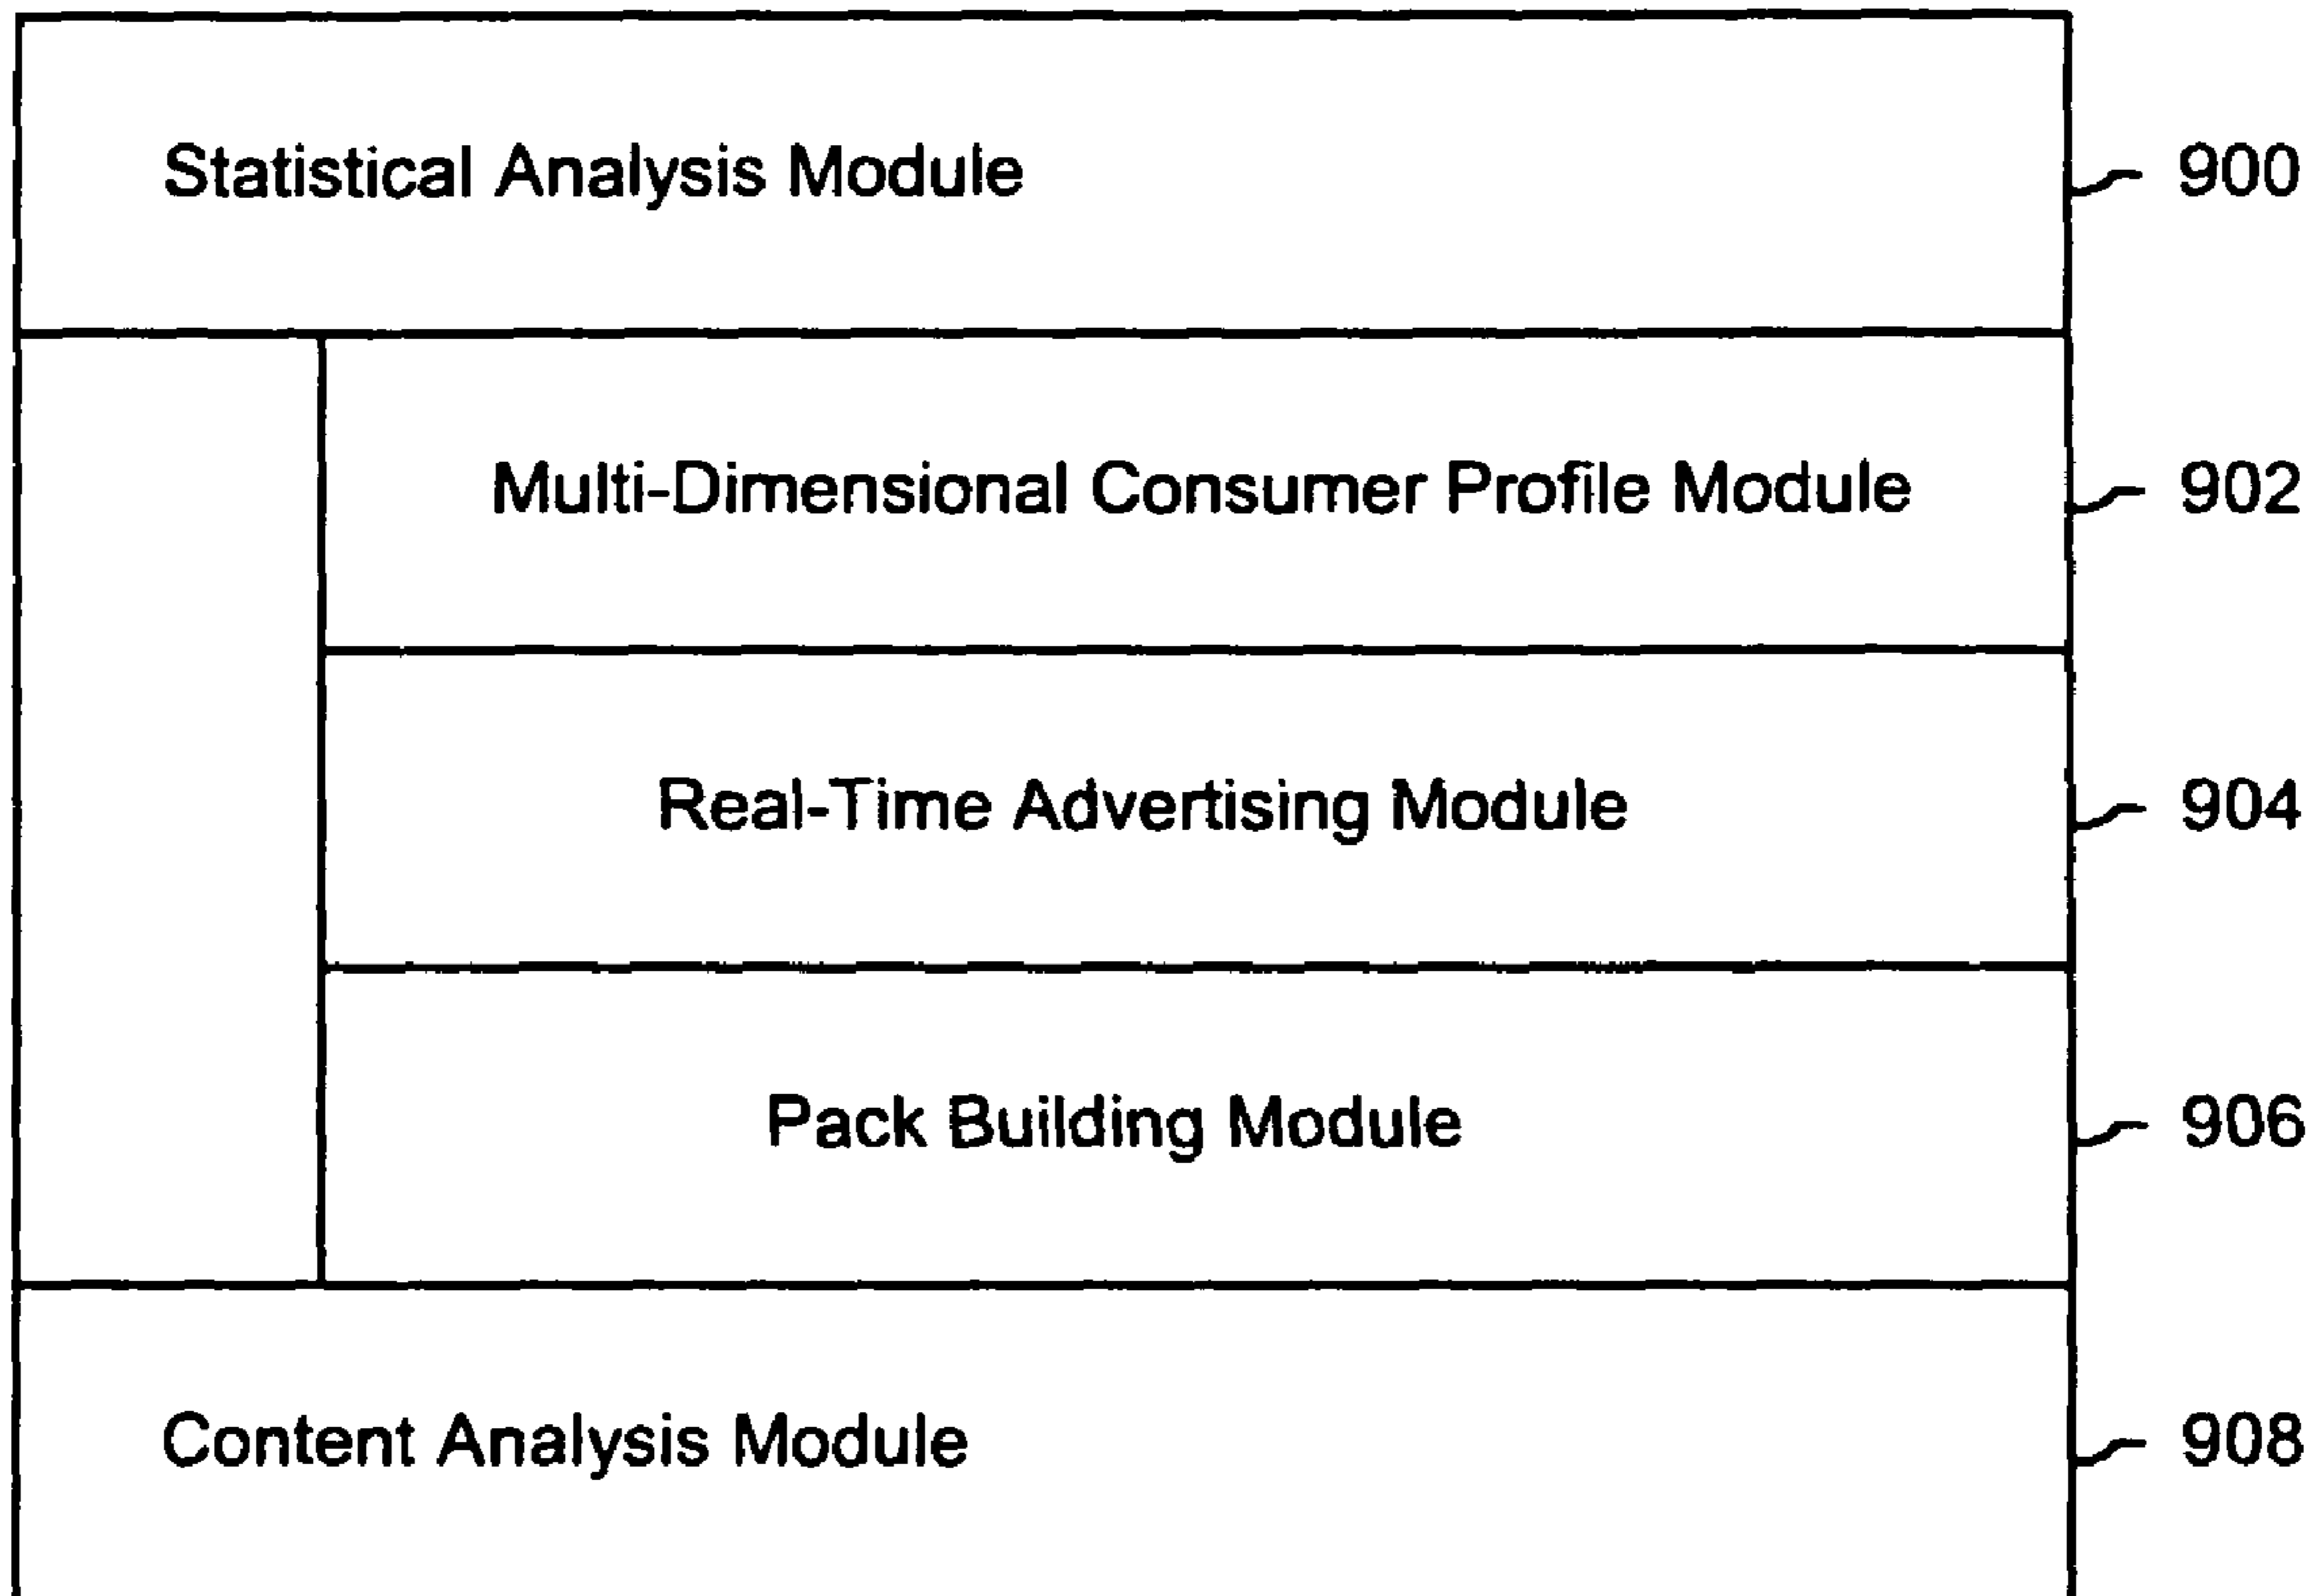 Statistical Analysis Module 900
Multi-Dimensional Consumer Profile Module 902
Real-Time Advertising Module 904
Pack Building Module 906
Content Analysis Module 908